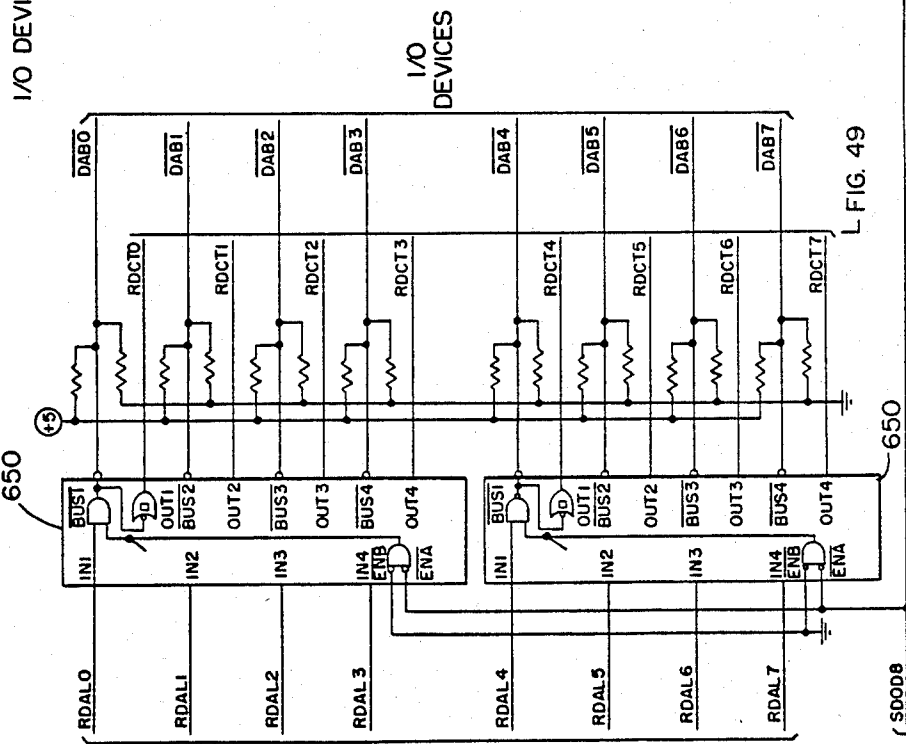 I/O DEVI
I/O
DEVICES
650
+5
DAB0
RDCT0
DAB1
RDCT1
DAB2
RDCT2
DAB3
RDCT3
DAB4
RDCT4
DAB5
RDCT5
DAB6
RDCT6
DAB7
RDCT7
FIG. 49
BUS1
IN1
OUT1
BUS2
IN2
OUT2
BUS3
IN3
OUT3
BUS4
IN4
OUT4
ENB
ENA
BUS1
IN1
OUT1
BUS2
IN2
OUT2
BUS3
IN3
OUT3
BUS4
IN4
OUT4
ENB
ENA
650
RDAL0
RDAL1
RDAL2
RDAL3
RDAL4
RDAL5
RDAL6
RDAL7
SDOD8